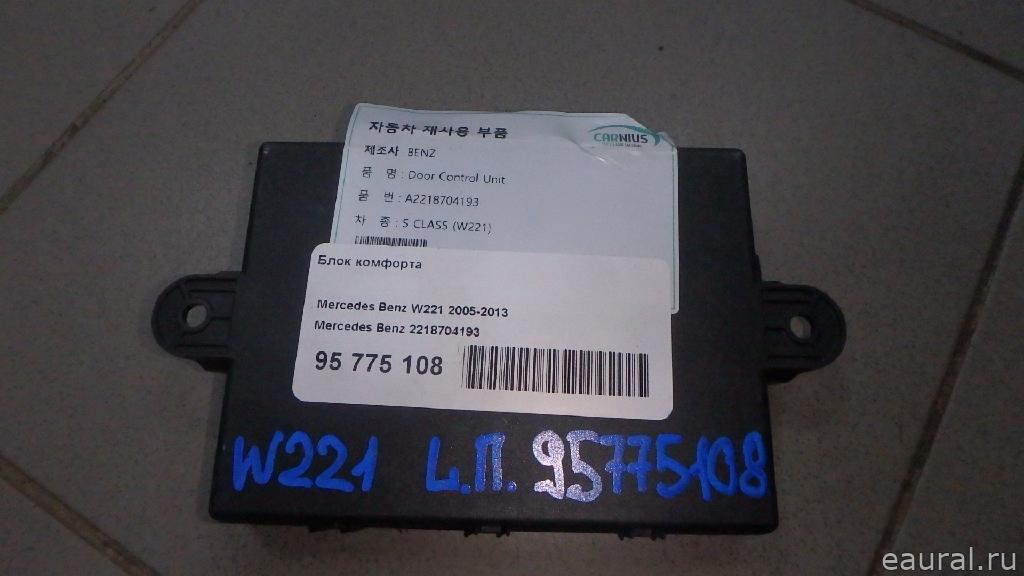 자동차 재사용 부품
CARNIUS
제조사 BENZ
품 명 : Door Control Unit
품 번 : A2218704193
차 종 : S CLASS (W221)
Блок комфорта
Mercedes Benz W221 2005-2013
Mercedes Benz 2218704193
95 775 108
W221 L.П. 95775108
eaural.ru